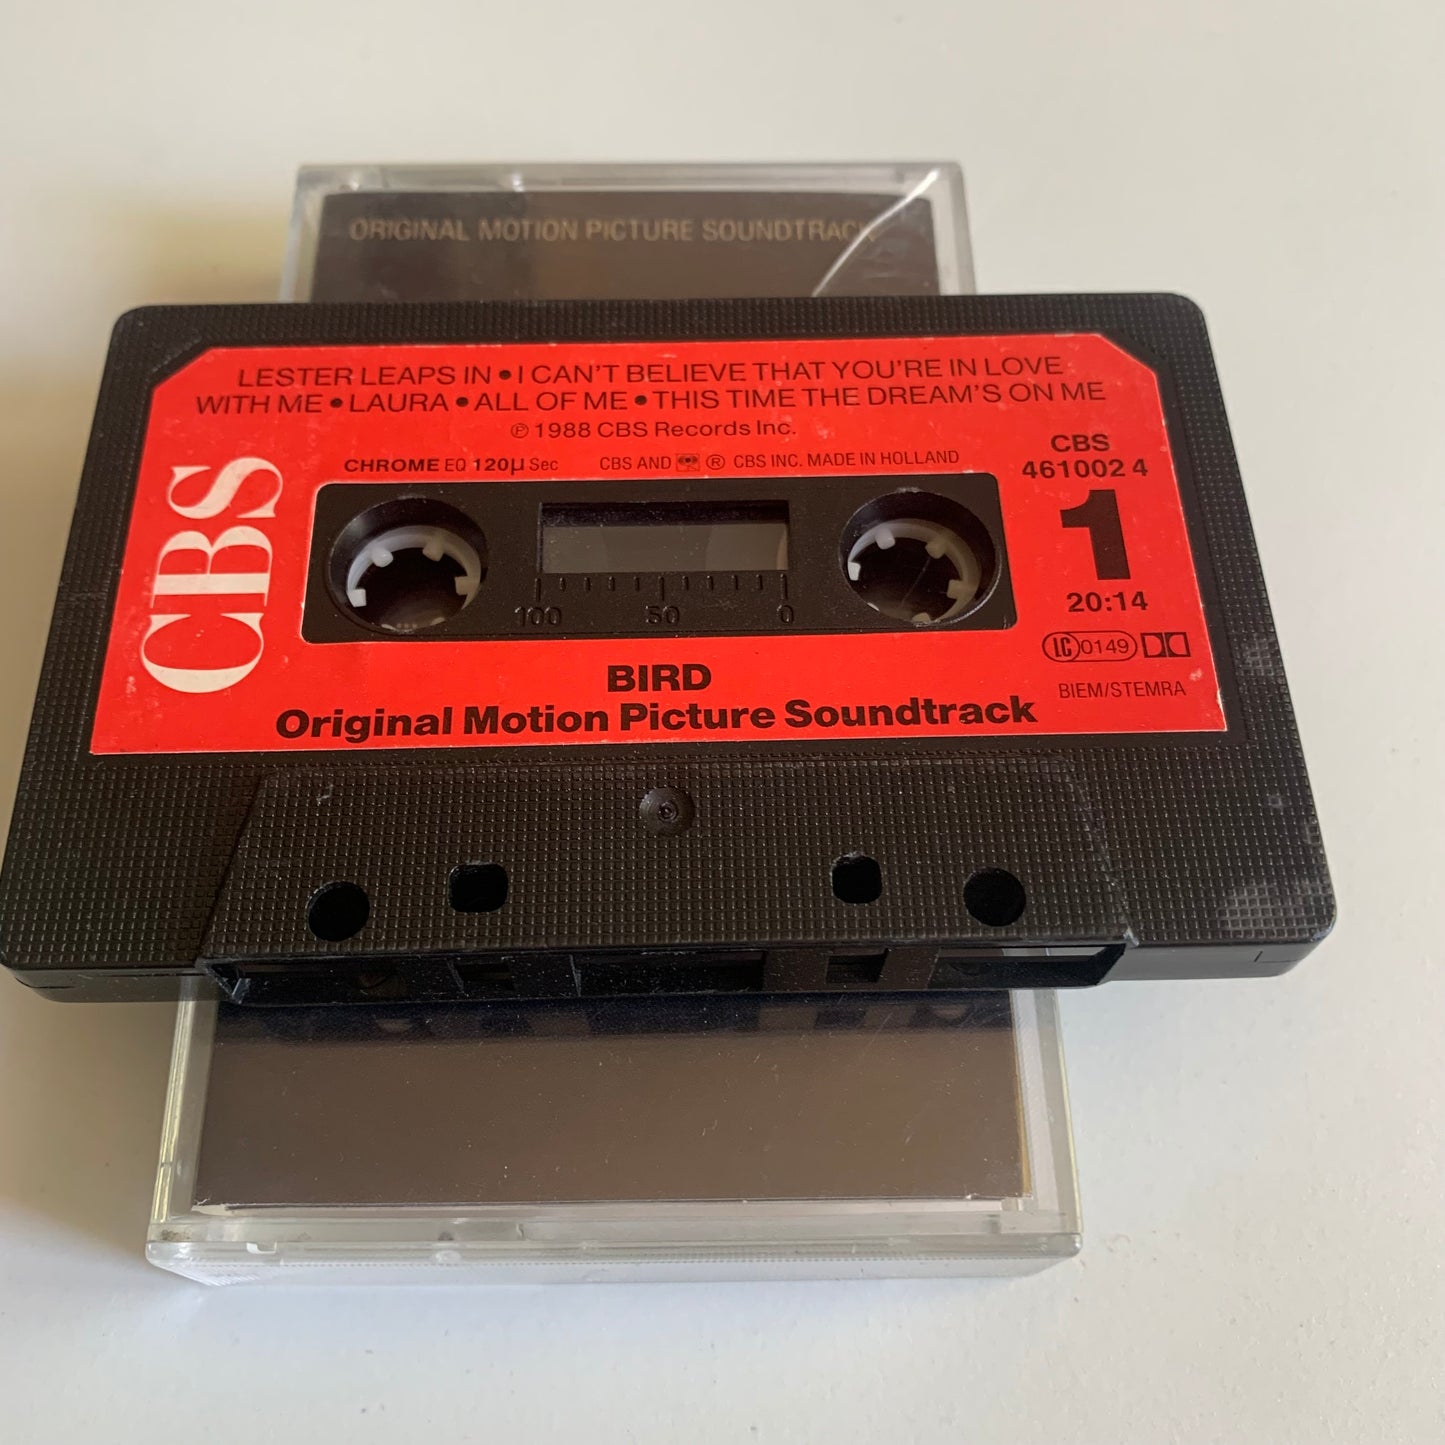 ORIGINAL MOTION PICTURE SOUNDTRACK
LESTER LEAPS IN • I CAN'T BELIEVE THAT YOU'RE IN LOVE
WITH ME • LAURA • ALL OF ME • THIS TIME THE DREAM'S ON ME
℗ 1988 CBS Records Inc.
CHROME EQ 120µ Sec CBS AND ® CBS INC. MADE IN HOLLAND
CBS
461002 4
1
20:14
LC 0149
BIEM/STEMRA
CBS
100 50 0
BIRD
Original Motion Picture Soundtrack